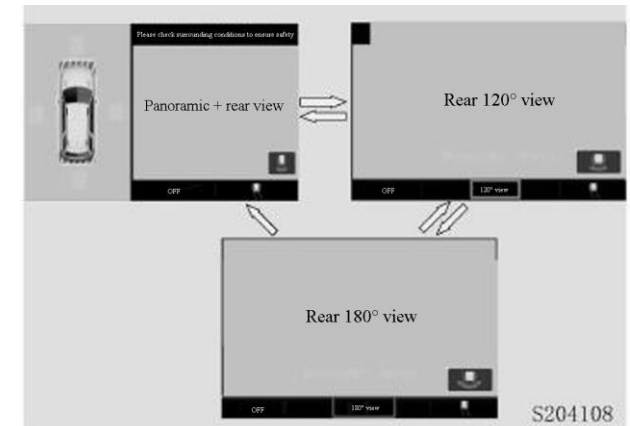 Please check surrounding conditions to ensure safety
Panoramic + rear view
OFF
Rear 120° view
OFF
120° view
Rear 180° view
OFF
180° view
S204108